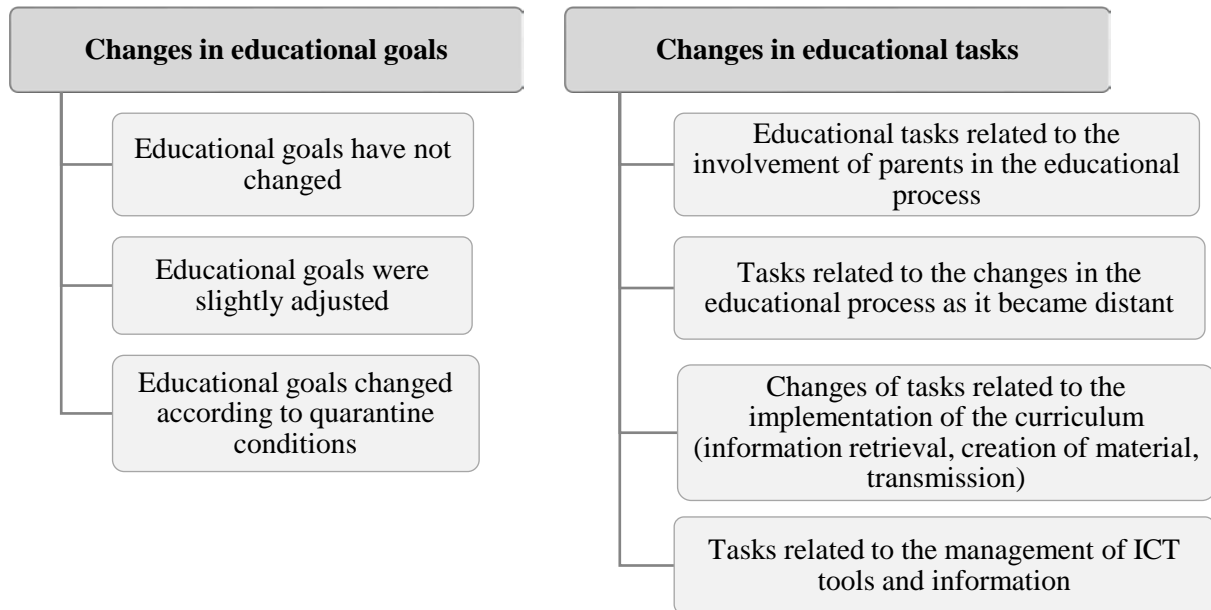 Changes in educational goals
Educational goals have not
changed
Educational goals were
slightly adjusted
Educational goals changed
according to quarantine
conditions
Changes in educational tasks
Educational tasks related to the
involvement of parents in the educational
process
Tasks related to the changes in the
educational process as it became distant
Changes of tasks related to the
implementation of the curriculum
(information retrieval, creation of material,
transmission)
Tasks related to the management of ICT
tools and information